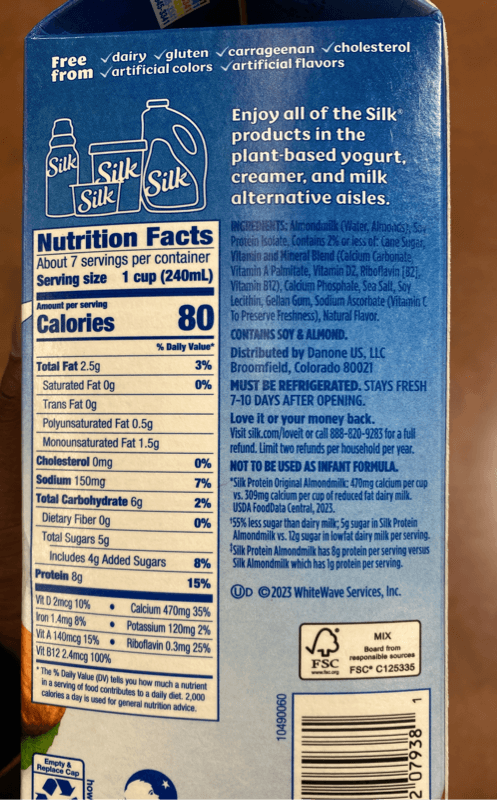 Free from ✓dairy ✓gluten ✓carrageenan ✓cholesterol
✓artificial colors ✓artificial flavors
Silk
Silk
Silk
Silk
Enjoy all of the Silk®
products in the
plant-based yogurt,
creamer, and milk
alternative aisles.
Nutrition Facts
About 7 servings per container
Serving size 1 cup (240mL)
Amount per serving
Calories 80
% Daily Value*
Total Fat 2.5g 3%
Saturated Fat 0g 0%
Trans Fat 0g
Polyunsaturated Fat 0.5g
Monounsaturated Fat 1.5g
Cholesterol 0mg 0%
Sodium 150mg 7%
Total Carbohydrate 6g 2%
Dietary Fiber 0g 0%
Total Sugars 5g
Includes 4g Added Sugars 8%
Protein 8g 15%
Vit D 2mcg 10% • Calcium 470mg 35%
Iron 1.4mg 8% • Potassium 120mg 2%
Vit A 140mcg 15% • Riboflavin 0.3mg 25%
Vit B12 2.4mcg 100%
*The % Daily Value (DV) tells you how much a nutrient
in a serving of food contributes to a daily diet. 2,000
calories a day is used for general nutrition advice.
Empty &
Replace Cap
INGREDIENTS: Almondmilk (Water, Almonds), Soy
Protein Isolate, Contains 2% or less of: Cane Sugar,
Vitamin and Mineral Blend (Calcium Carbonate,
Vitamin A Palmitate, Vitamin D2, Riboflavin [B2],
Vitamin B12), Calcium Phosphate, Sea Salt, Soy
Lecithin, Gellan Gum, Sodium Ascorbate (Vitamin C
To Preserve Freshness), Natural Flavor.
CONTAINS SOY & ALMOND.
Distributed by Danone US, LLC
Broomfield, Colorado 80021
MUST BE REFRIGERATED. STAYS FRESH
7-10 DAYS AFTER OPENING.
Love it or your money back.
Visit silk.com/loveit or call 888-820-9283 for a full
refund. Limit two refunds per household per year.
NOT TO BE USED AS INFANT FORMULA.
*Silk Protein Original Almondmilk: 470mg calcium per cup
vs. 309mg calcium per cup of reduced fat dairy milk.
USDA FoodData Central, 2023.
†55% less sugar than dairy milk; 5g sugar in Silk Protein
Almondmilk vs. 12g sugar in lowfat dairy milk per serving.
‡Silk Protein Almondmilk has 8g protein per serving versus
Silk Almondmilk which has 1g protein per serving.
ⓊD ©2023 WhiteWave Services, Inc.
FSC
www.fsc.org
MIX
Board from
responsible sources
FSC® C125335
10490060
2 07938 1